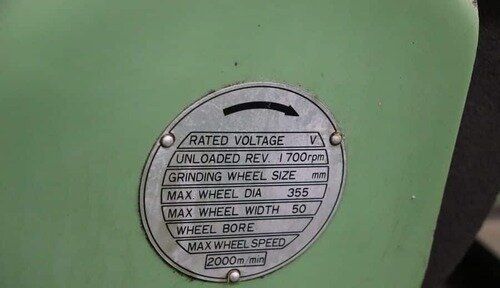 RATED VOLTAGE V
UNLOADED REV. 1700rpm
GRINDING WHEEL SIZE mm
MAX. WHEEL DIA 355
MAX WHEEL WIDTH 50
WHEEL BORE
MAX WHEEL SPEED
2000m/min